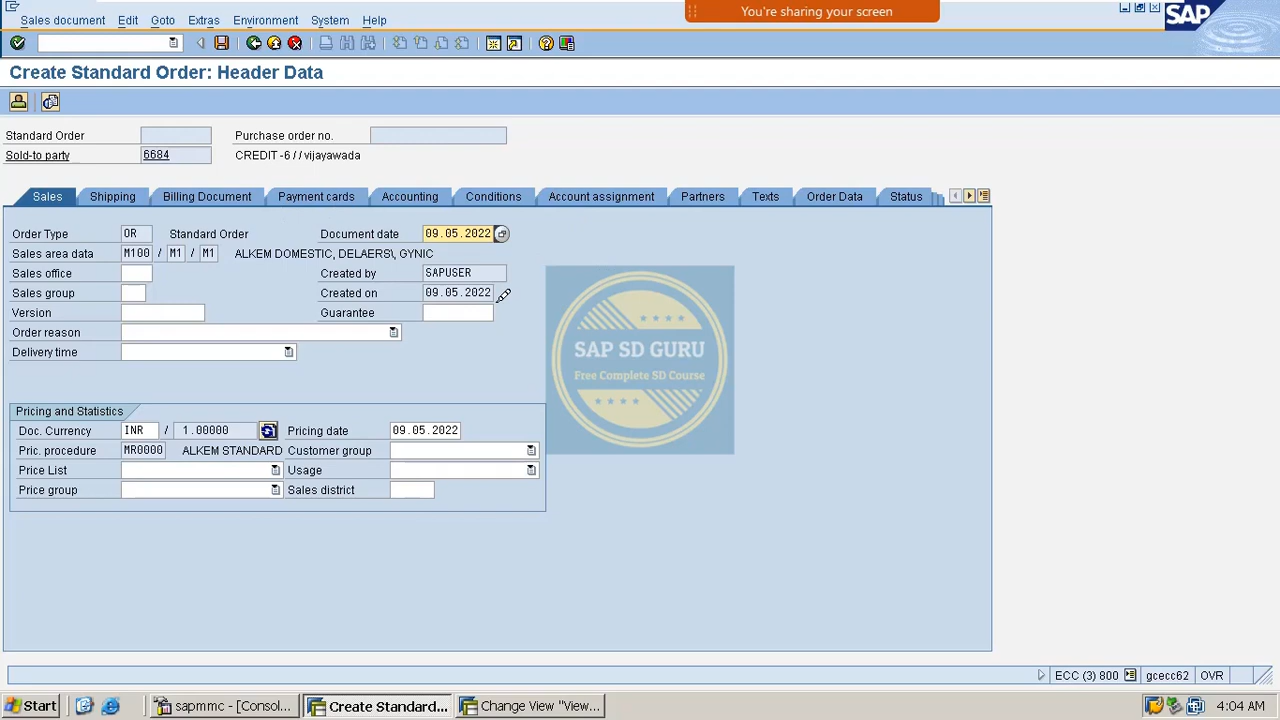 You're sharing your screen
Sales document Edit Goto Extras Environment System Help
SAP
Create Standard Order: Header Data
Standard Order Purchase order no.
Sold-to party 6684 CREDIT -6 / / vijayawada
Sales Shipping Billing Document Payment cards Accounting Conditions Account assignment Partners Texts Order Data Status
Order Type OR Standard Order Document date 09.05.2022
Sales area data M100 / M1 / M1 ALKEM DOMESTIC, DELAERS\, GYNIC
Sales office Created by SAPUSER
Sales group Created on 09.05.2022
Version Guarantee
Order reason
Delivery time
SAP SD GURU
Free Complete SD Course
Pricing and Statistics
Doc. Currency INR / 1.00000 Pricing date 09.05.2022
Pric. procedure MR0000 ALKEM STANDARD Customer group
Price List Usage
Price group Sales district
ECC (3) 800 gcecc62 OVR
Start sapmmc - [Consol... Create Standard... Change View "View... 4:04 AM